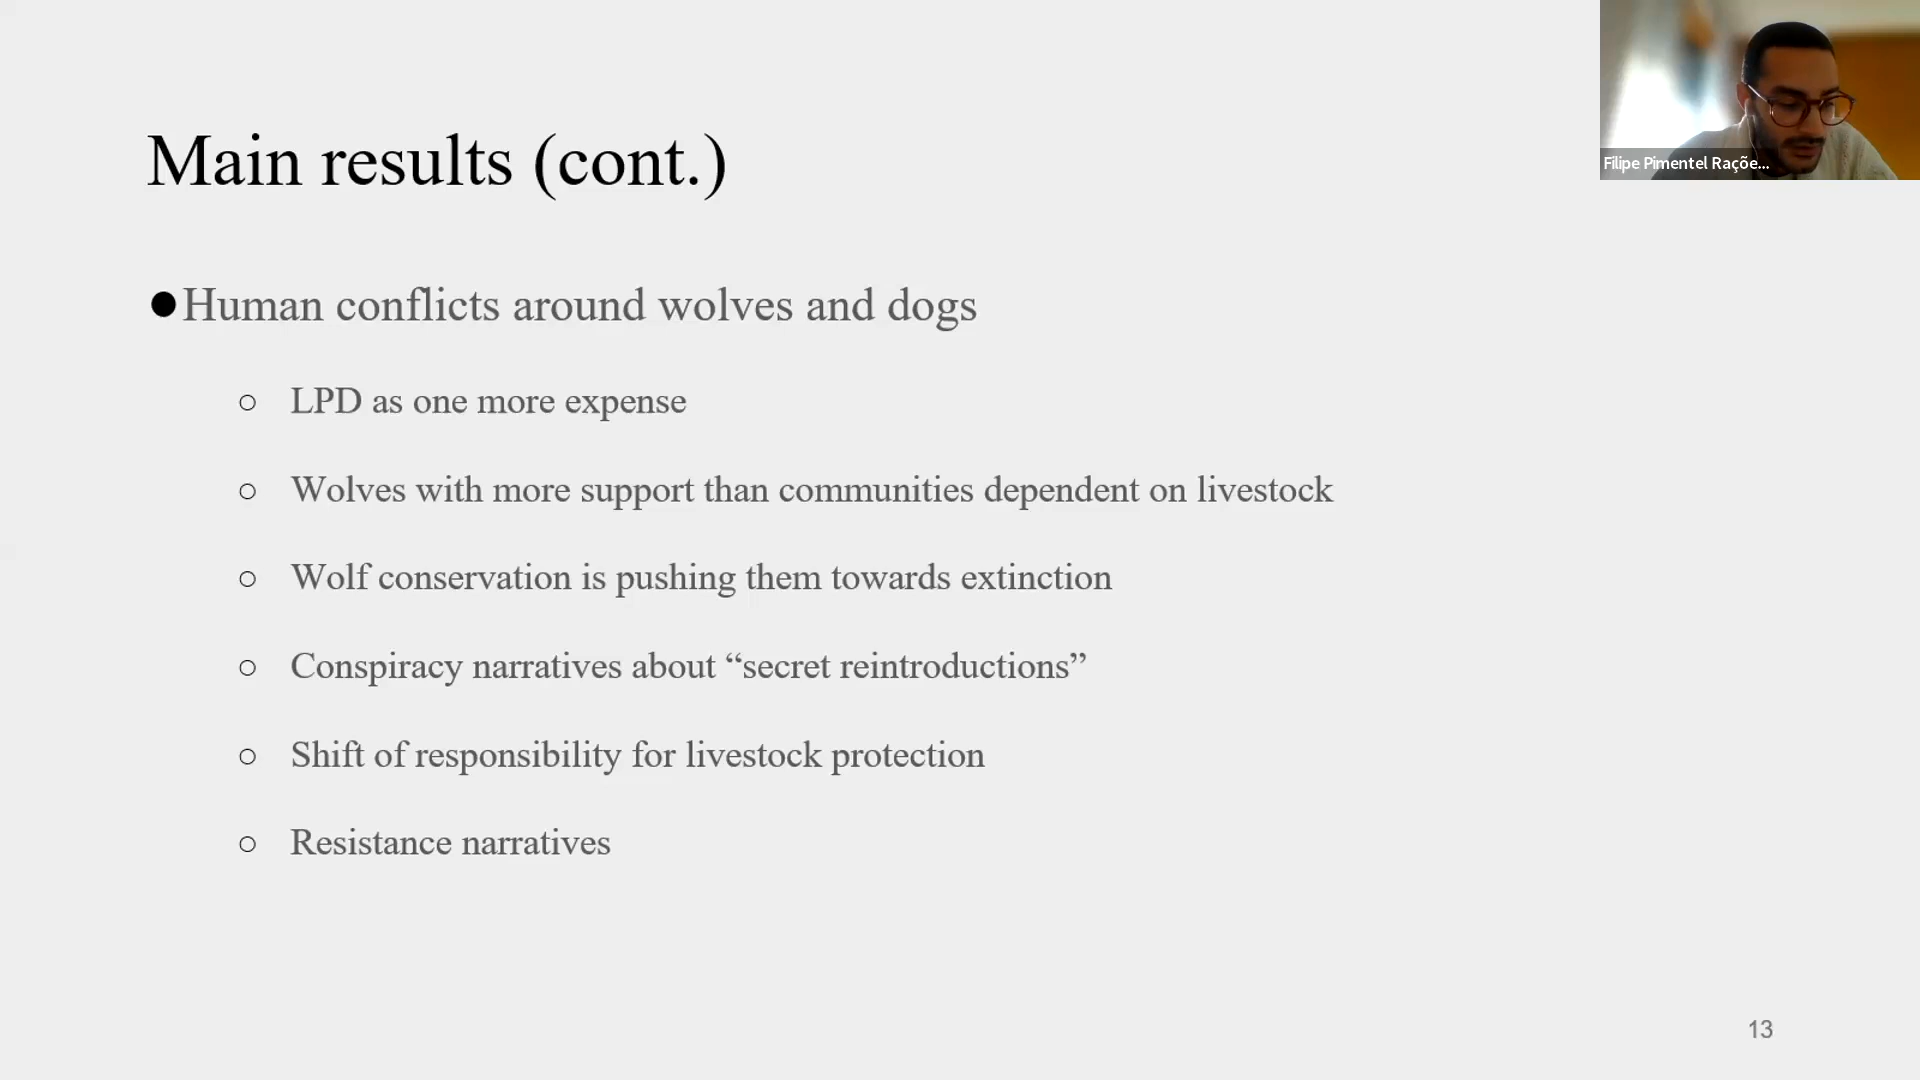 Filipe Pimentel Raçõe...
Main results (cont.)
●Human conflicts around wolves and dogs
○ LPD as one more expense
○ Wolves with more support than communities dependent on livestock
○ Wolf conservation is pushing them towards extinction
○ Conspiracy narratives about “secret reintroductions”
○ Shift of responsibility for livestock protection
○ Resistance narratives
13